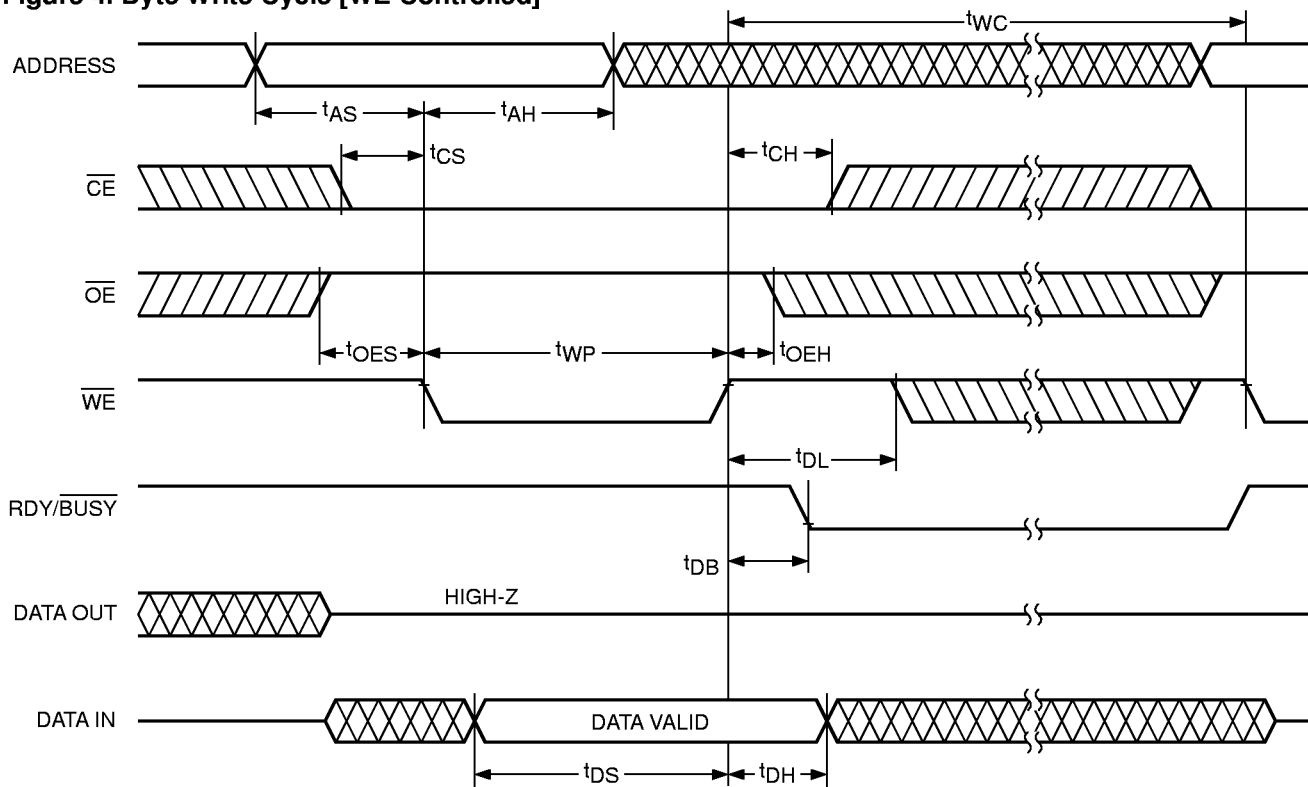 Figure 4. Byte Write Cycle [WE Controlled]
tWC
ADDRESS
tAS tAH
tCS tCH
CE
OE
tOES tWP tOEH
WE
tDL
RDY/BUSY
tDB
HIGH-Z
DATA OUT
DATA IN DATA VALID
tDS tDH